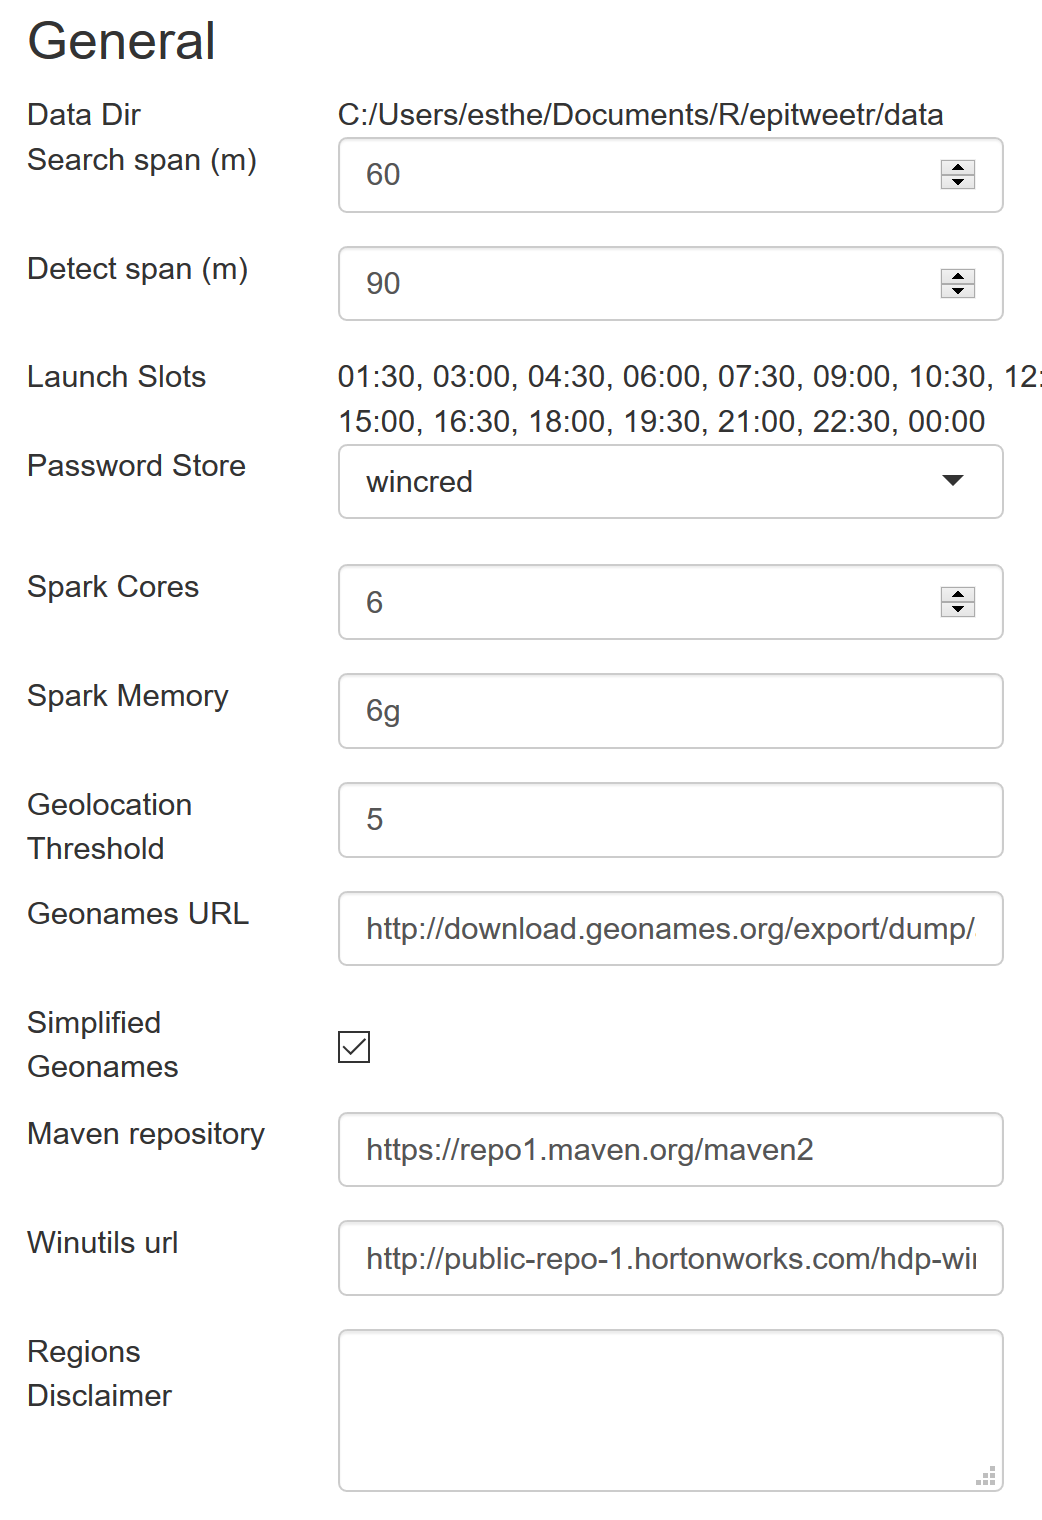 General
Data Dir C:/Users/esthe/Documents/R/epitweetr/data
Search span (m) 60
Detect span (m) 90
Launch Slots 01:30, 03:00, 04:30, 06:00, 07:30, 09:00, 10:30, 12:
15:00, 16:30, 18:00, 19:30, 21:00, 22:30, 00:00
Password Store wincred
Spark Cores 6
Spark Memory 6g
Geolocation
Threshold 5
Geonames URL http://download.geonames.org/export/dump/
Simplified
Geonames
Maven repository https://repo1.maven.org/maven2
Winutils url http://public-repo-1.hortonworks.com/hdp-wi
Regions
Disclaimer